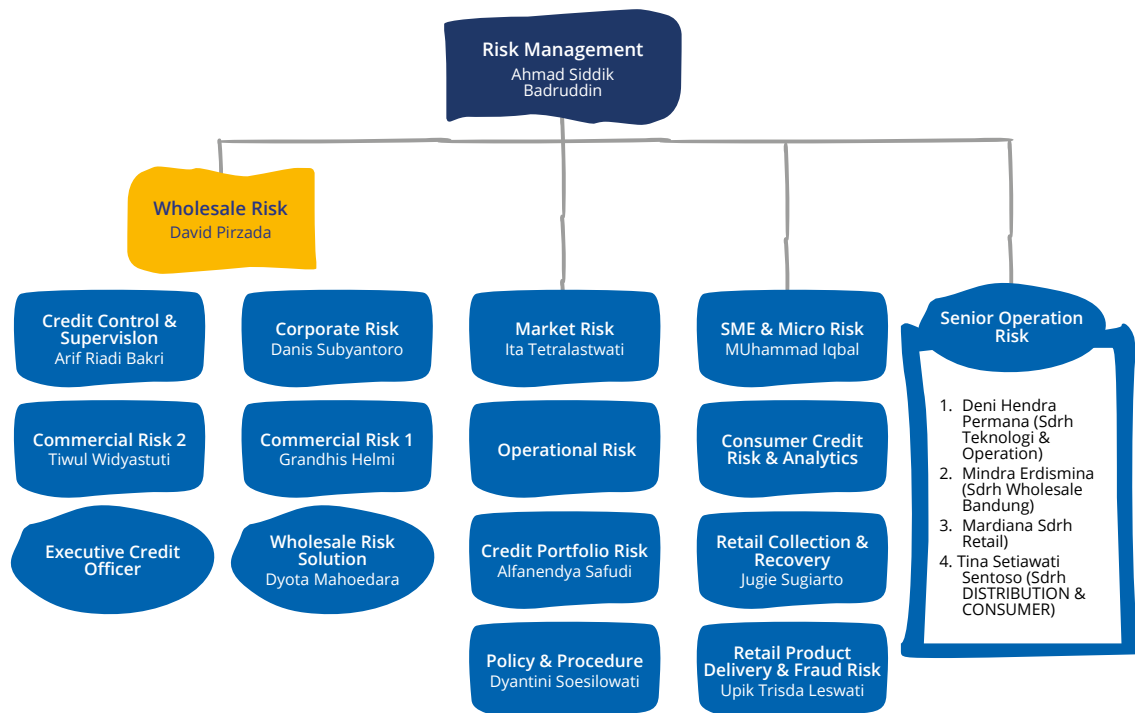 Risk Management
Ahmad Siddik
Badruddin
Wholesale Risk
David Pirzada
Credit Control &
Supervislon
Arif Riadi Bakri
Corporate Risk
Danis Subyantoro
Market Risk
Ita Tetralastwati
SME & Micro Risk
MUhammad Iqbal
Senior Operation
Risk
Commercial Risk 2
Tiwul Widyastuti
Commercial Risk 1
Grandhis Helmi
Operational Risk
Consumer Credit
Risk & Analytics
Executive Credit
Officer
Wholesale Risk
Solution
Dyota Mahoedara
Credit Portfolio Risk
Alfanendya Safudi
Retail Collection &
Recovery
Jugie Sugiarto
Policy & Procedure
Dyantini Soesilowati
Retail Product
Delivery & Fraud Risk
Upik Trisda Leswati
1. Deni Hendra
Permana (Sdrh
Teknologi &
Operation)
2. Mindra Erdismina
(Sdrh Wholesale
Bandung)
3. Mardiana Sdrh
Retail)
4. Tina Setiawati
Sentoso (Sdrh
DISTRIBUTION &
CONSUMER)